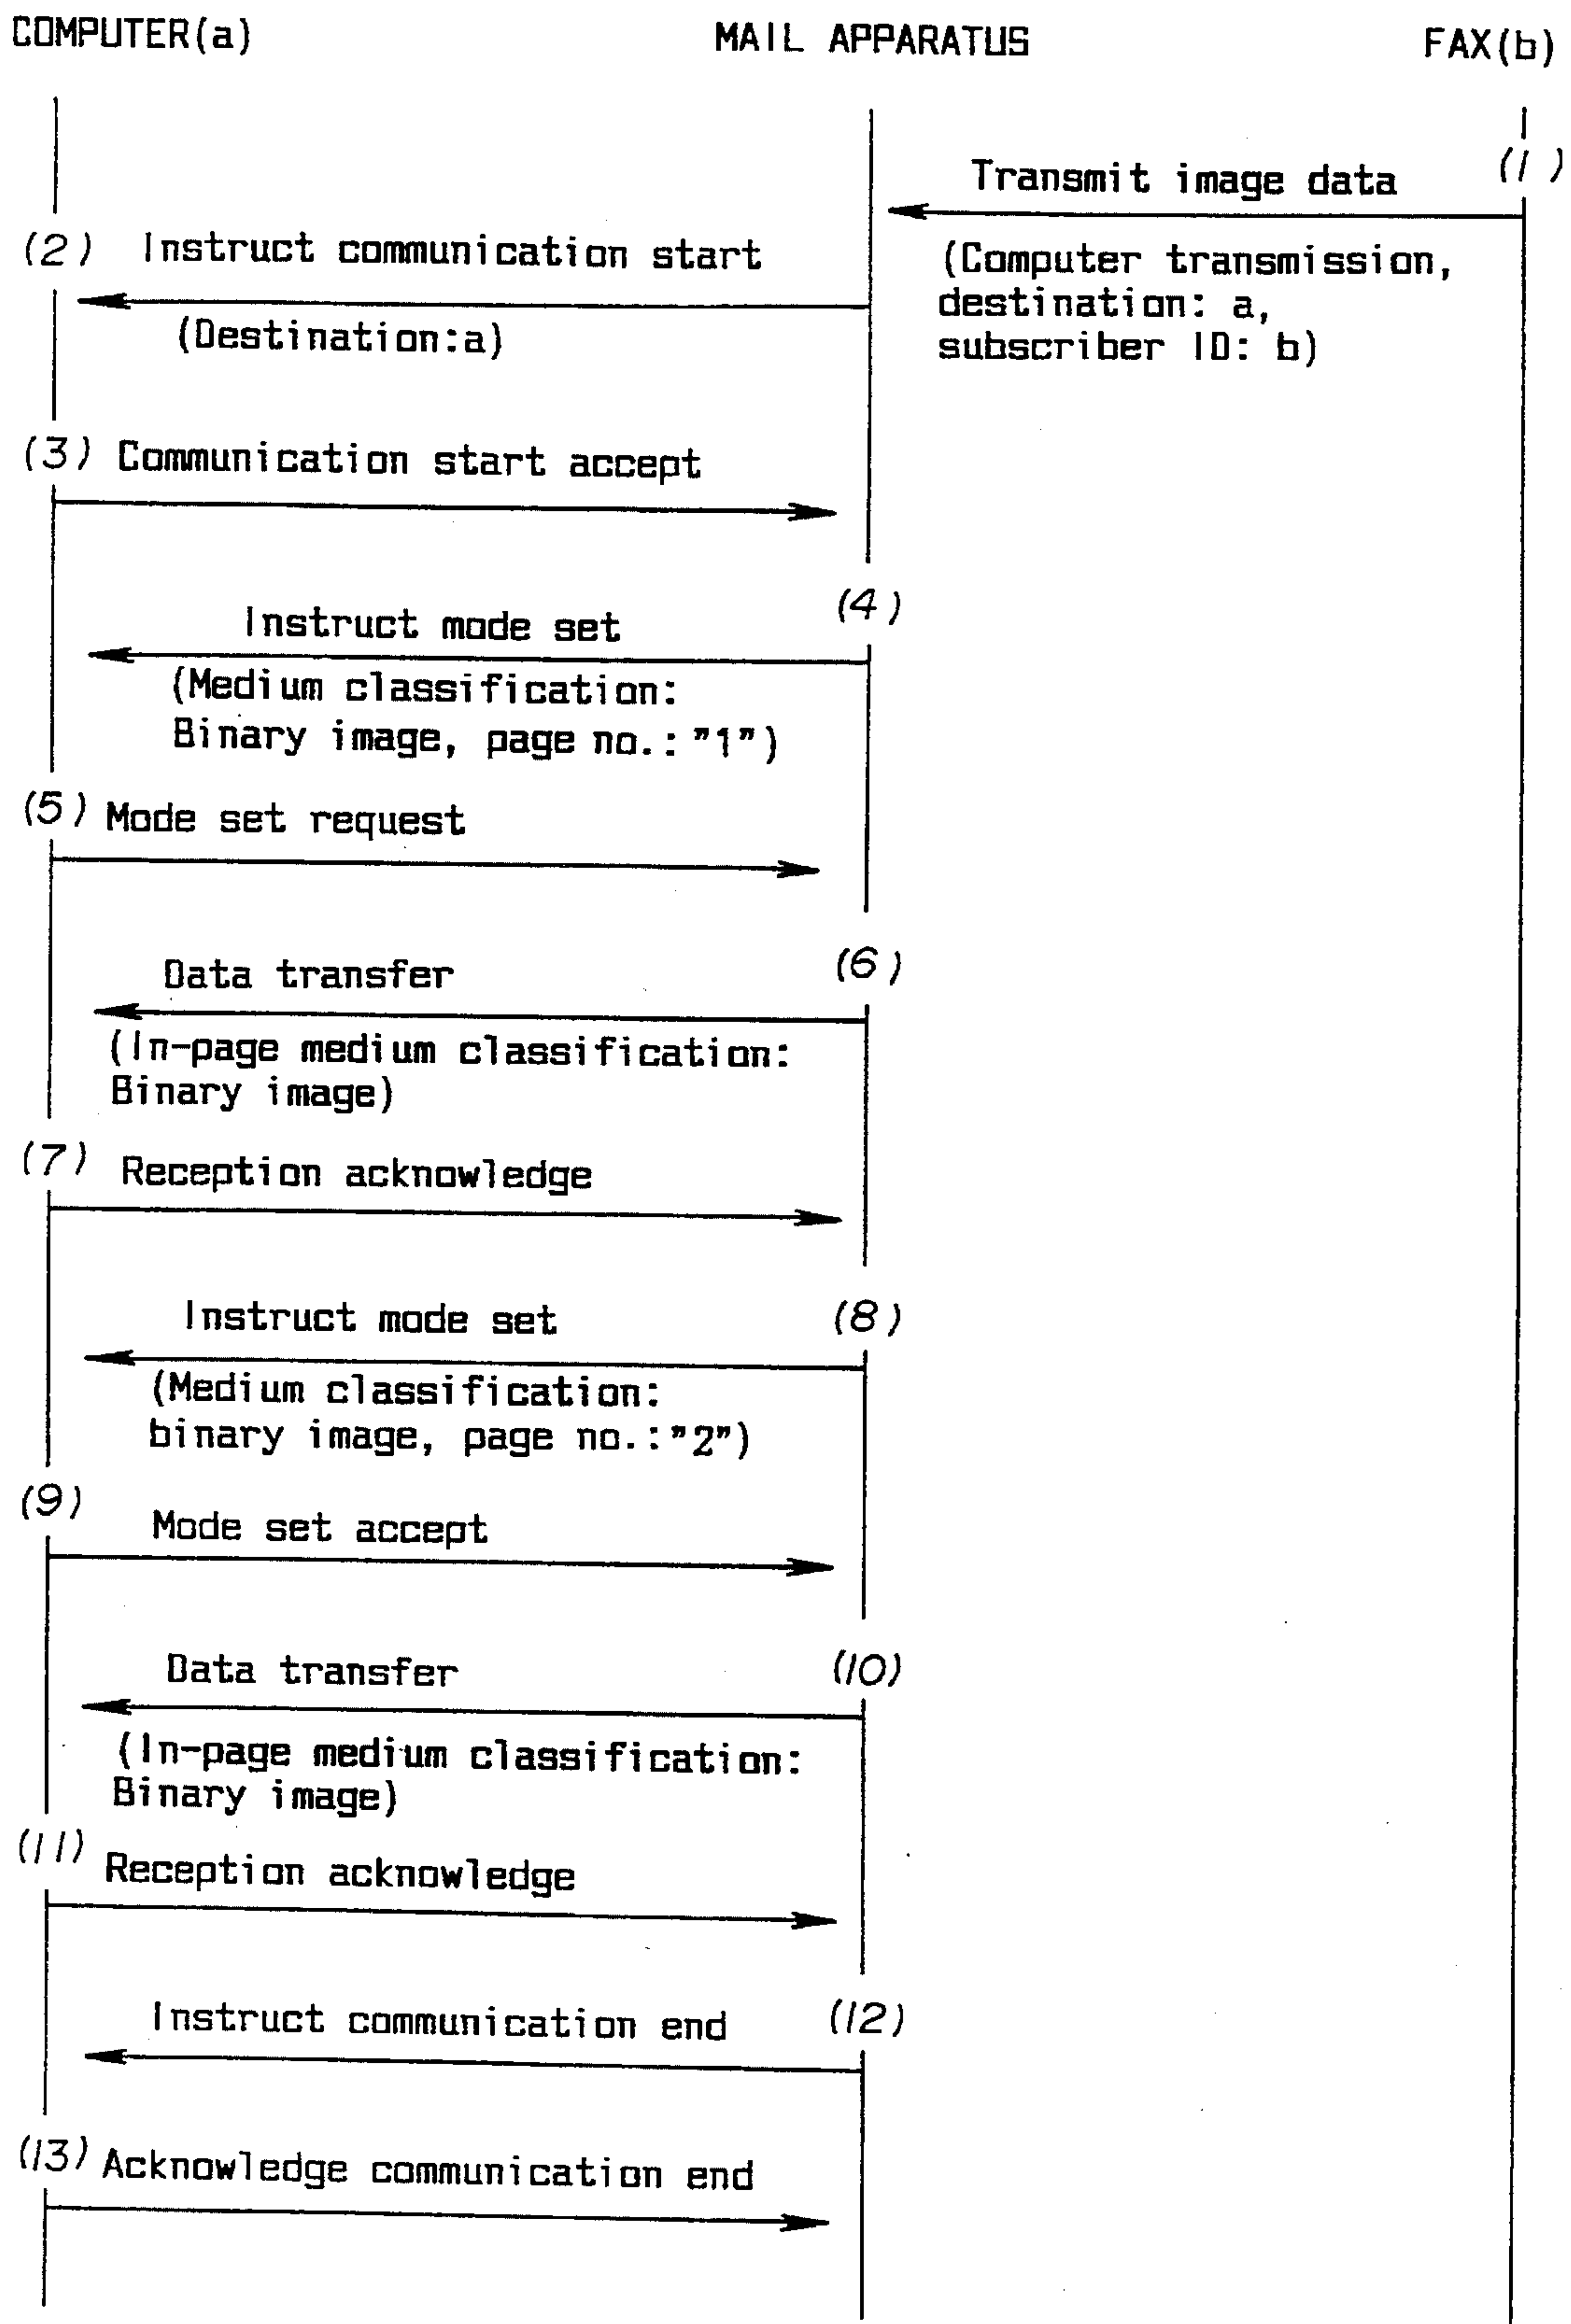 COMPUTER(a) MAIL APPARATUS FAX(b)
Transmit image data (1)
(2) Instruct communication start
(Computer transmission,
destination: a,
subscriber ID: b)
(Destination:a)
(3) Communication start accept
(4)
Instruct mode set
(Medium classification:
Binary image, page no.:"1")
(5) Mode set request
(6)
Data transfer
(In-page medium classification:
Binary image)
(7) Reception acknowledge
Instruct mode set (8)
(Medium classification:
binary image, page no.:"2")
(9)
Mode set accept
Data transfer (10)
(In-page medium classification:
Binary image)
(11) Reception acknowledge
Instruct communication end (12)
(13) Acknowledge communication end